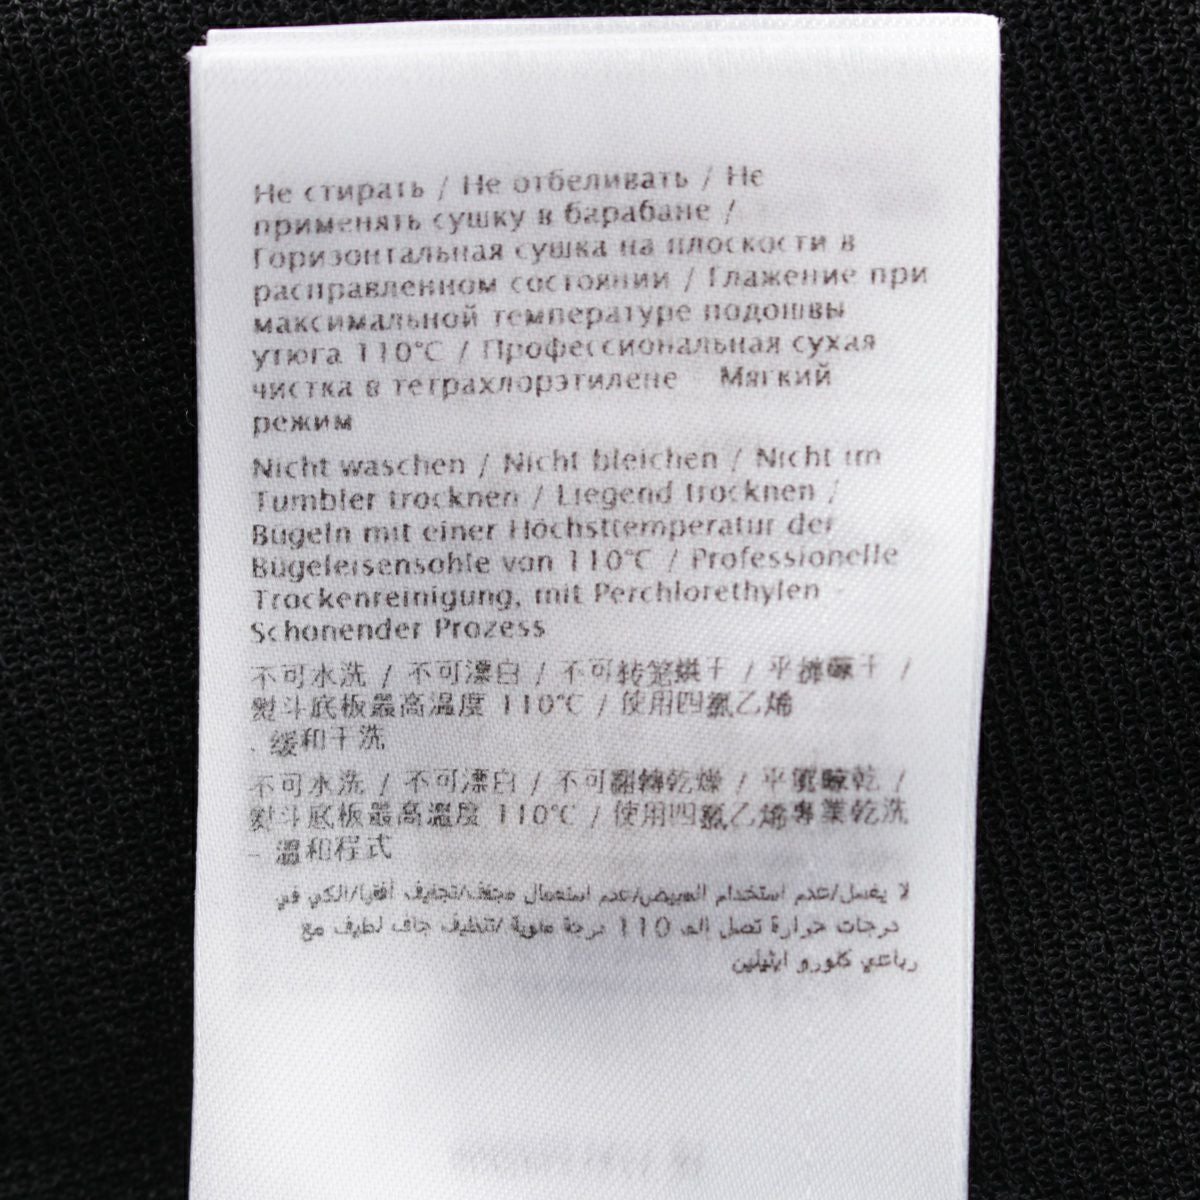 Не стирать / Не отбеливать / Не
применять сушку в барабане /
Горизонтальная сушка на плоскости в
расправленном состоянии / Глажение при
максимальной температуре подошвы
утюга 110°C / Профессиональная сухая
чистка в тетрахлорэтилене - Мягкий
режим
Nicht waschen / Nicht bleichen / Nicht im
Tumbler trocknen / Liegend trocknen /
Bügeln mit einer Höchsttemperatur der
Bügeleisensohle von 110°C / Professionelle
Trockenreinigung, mit Perchlorethylen -
Schonender Prozess
不可水洗 / 不可漂白 / 不可转笼烘干 / 平摊晾干 /
熨斗底板最高温度 110°C / 使用四氯乙烯
- 缓和干洗
不可水洗 / 不可漂白 / 不可翻轉乾燥 / 平置晾乾 /
熨斗底板最高溫度 110°C / 使用四氯乙烯專業乾洗
- 溫和程式
لا يغسل/عدم استخدام المبيض/عدم استعمال مجفف/تجفيف أفقيا/الكي في
درجات حرارة تصل إلى 110 درجة مئوية /تنظيف جاف لطيف مع
رباعي كلورو ايثيلين